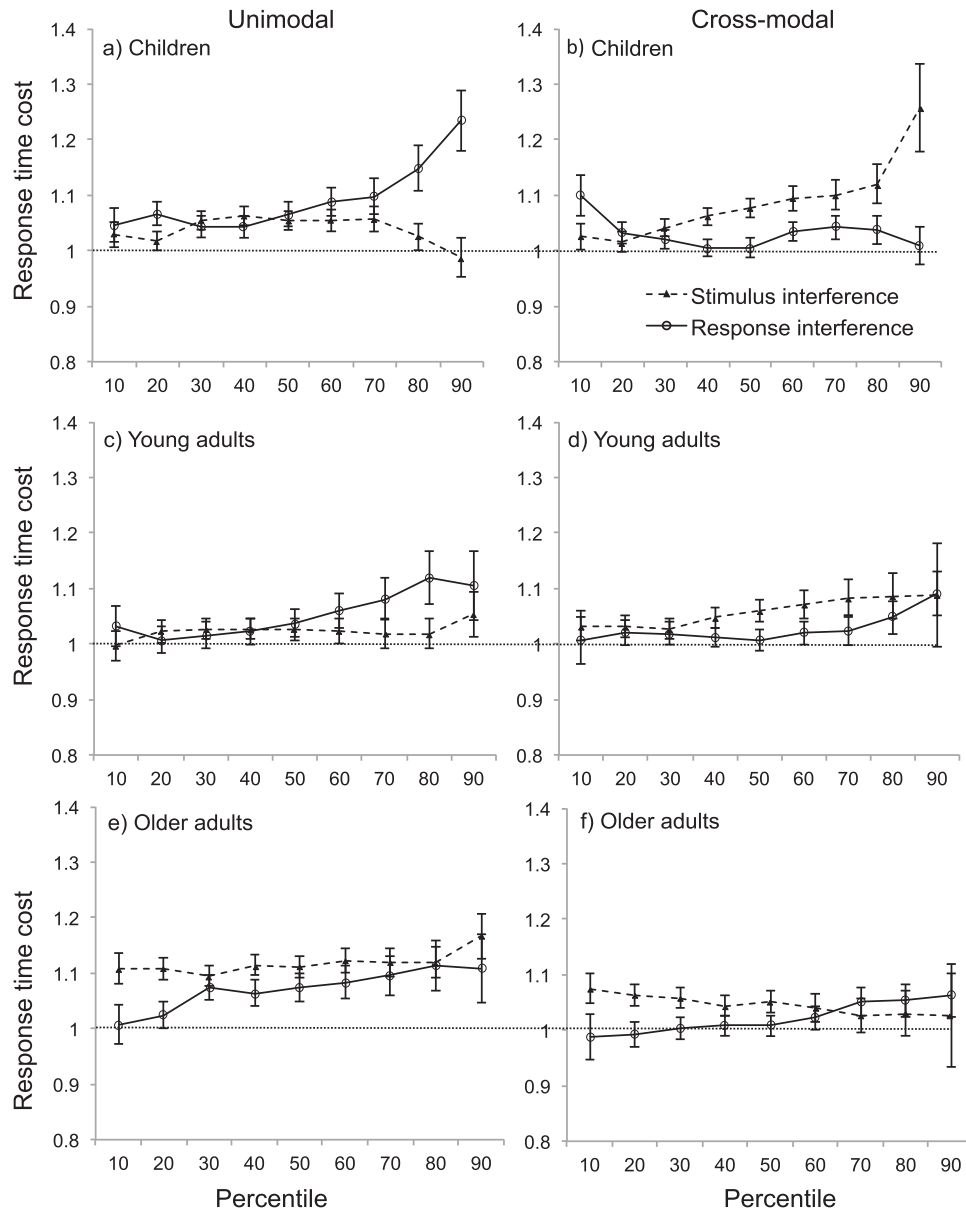 Unimodal
Cross-modal
a) Children
Response time cost
1.4
1.3
1.2
1.1
1
0.9
0.8
10 20 30 40 50 60 70 80 90
b) Children
1.4
1.3
1.2
1.1
1
0.9
0.8
Stimulus interference
Response interference
10 20 30 40 50 60 70 80 90
c) Young adults
Response time cost
1.4
1.3
1.2
1.1
1
0.9
0.8
10 20 30 40 50 60 70 80 90
d) Young adults
1.4
1.3
1.2
1.1
1
0.9
0.8
10 20 30 40 50 60 70 80 90
e) Older adults
Response time cost
1.4
1.3
1.2
1.1
1
0.9
0.8
10 20 30 40 50 60 70 80 90
Percentile
f) Older adults
1.4
1.3
1.2
1.1
1
0.9
0.8
10 20 30 40 50 60 70 80 90
Percentile